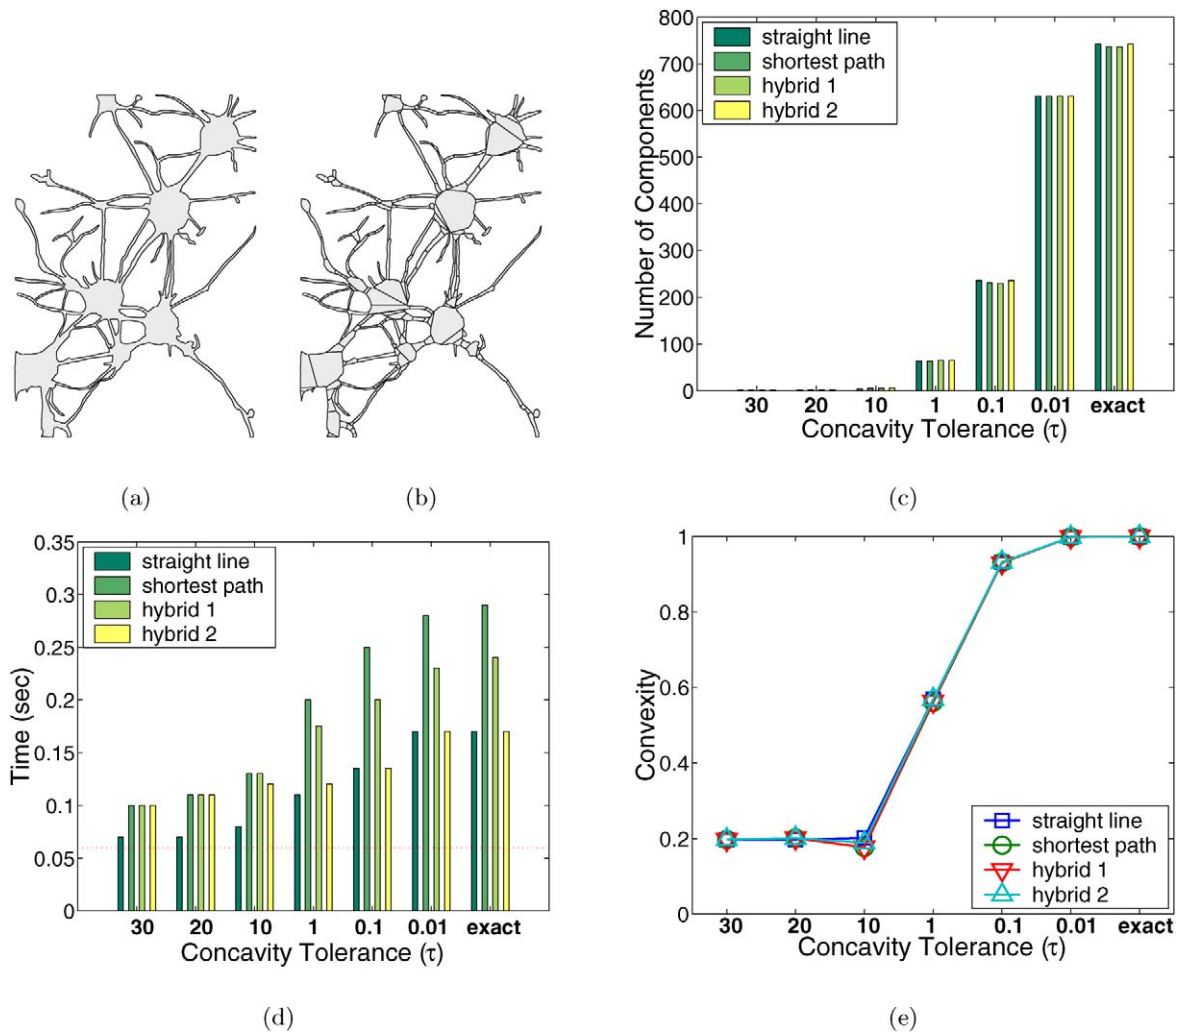 800
700
600
500
400
300
200
100
0
Number of Components
straight line
shortest path
hybrid 1
hybrid 2
30 20 10 1 0.1 0.01 exact
Concavity Tolerance (τ)
(a) (b) (c)
0.35
0.3
0.25
0.2
0.15
0.1
0.05
0
Time (sec)
straight line
shortest path
hybrid 1
hybrid 2
30 20 10 1 0.1 0.01 exact
Concavity Tolerance (τ)
(d)
1
0.8
0.6
0.4
0.2
0
Convexity
straight line
shortest path
hybrid 1
hybrid 2
30 20 10 1 0.1 0.01 exact
Concavity Tolerance (τ)
(e)